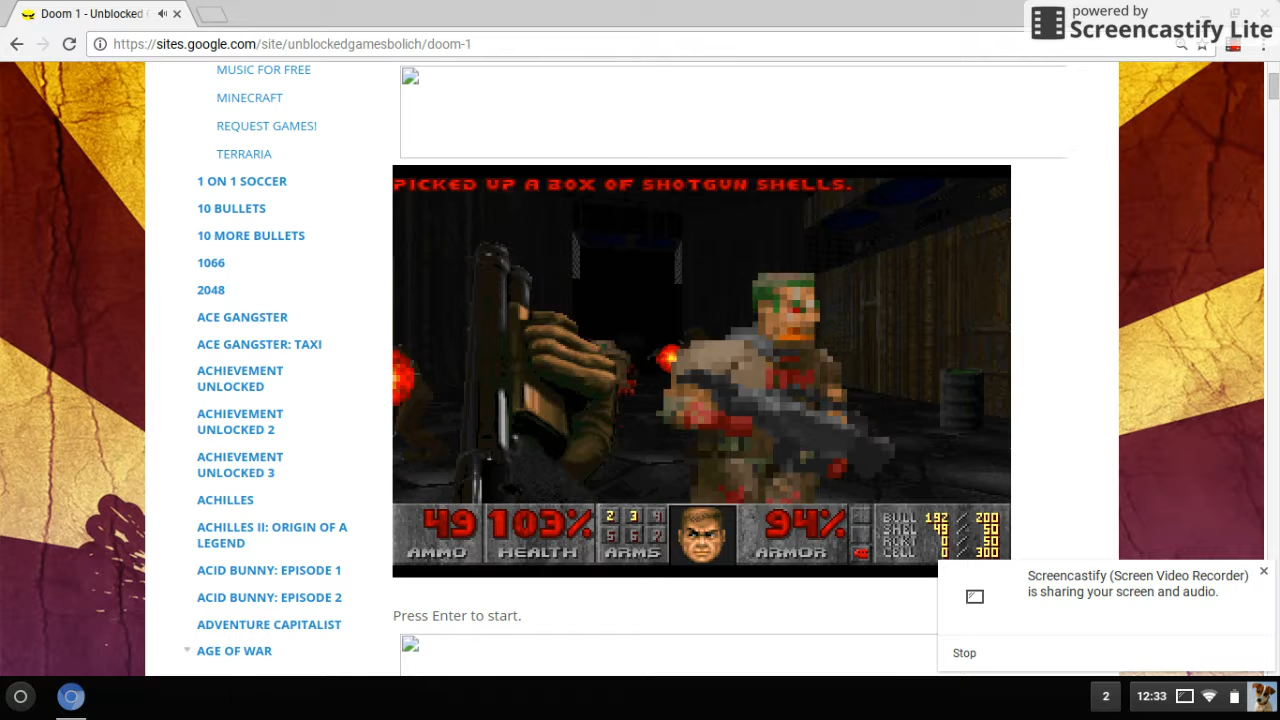 Doom 1 - Unblocked
powered by
Screencastify Lite
https://sites.google.com/site/unblockedgamesbolich/doom-1
MUSIC FOR FREE
MINECRAFT
REQUEST GAMES!
TERRARIA
1 ON 1 SOCCER
10 BULLETS
10 MORE BULLETS
1066
2048
ACE GANGSTER
ACE GANGSTER: TAXI
ACHIEVEMENT
UNLOCKED
ACHIEVEMENT
UNLOCKED 2
ACHIEVEMENT
UNLOCKED 3
ACHILLES
ACHILLES II: ORIGIN OF A
LEGEND
ACID BUNNY: EPISODE 1
ACID BUNNY: EPISODE 2
ADVENTURE CAPITALIST
AGE OF WAR
PICKED UP A BOX OF SHOTGUN SHELLS.
49 103% 2 3 4 94%
5 6 7
AMMO HEALTH ARMS ARMOR
BULL 192 / 200
SHEL 49 / 50
RCKT 0 / 50
CELL 0 / 300
Press Enter to start.
Screencastify (Screen Video Recorder)
is sharing your screen and audio.
Stop
2 12:33